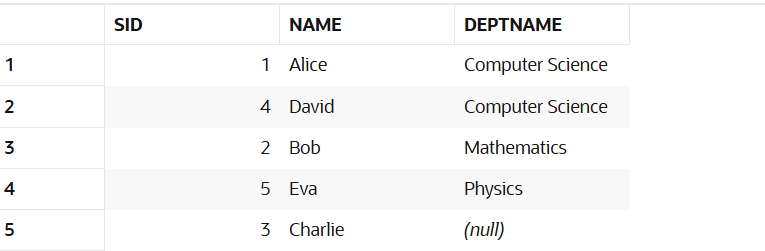 SID NAME DEPTNAME
1 1 Alice Computer Science
2 4 David Computer Science
3 2 Bob Mathematics
4 5 Eva Physics
5 3 Charlie (null)